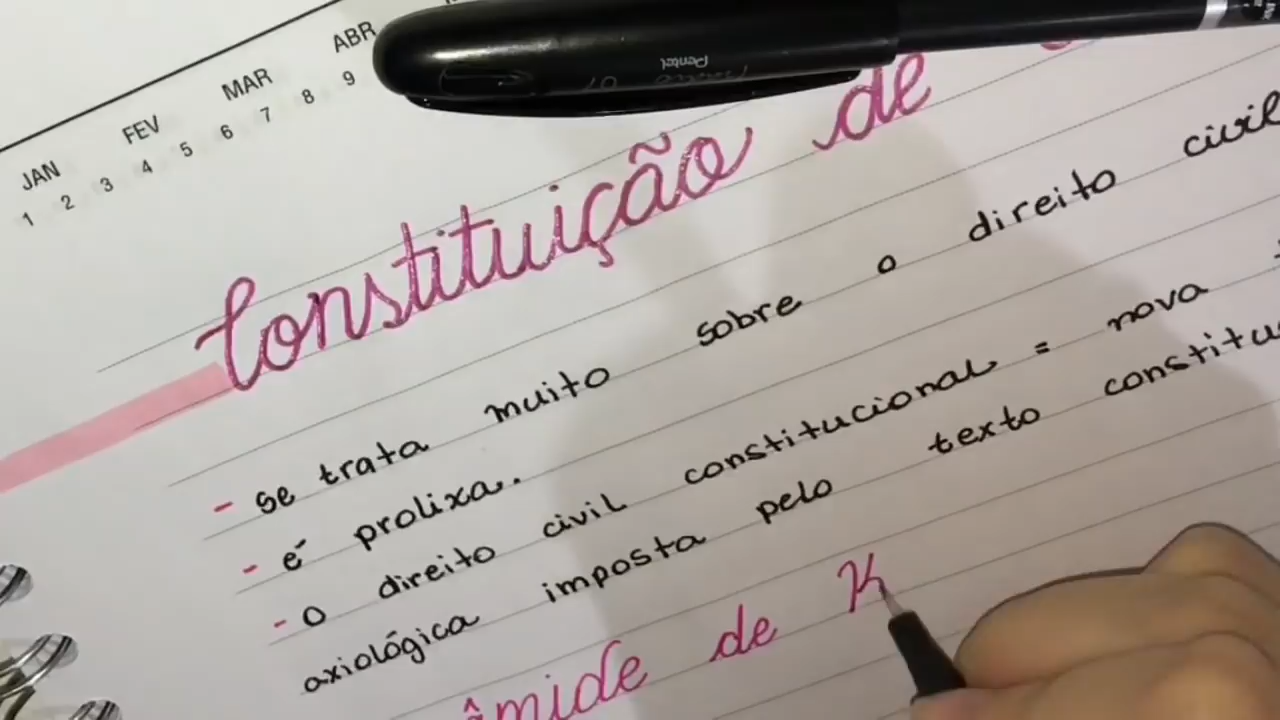 JAN FEV MAR ABR
1 2 3 4 5 6 7 8 9
Pentel
Constituição de
- se trata muito sobre o direito civil
- é prolixa.
- o direito civil constitucional = nova
axiológica imposta pelo texto constitu
âmide de K